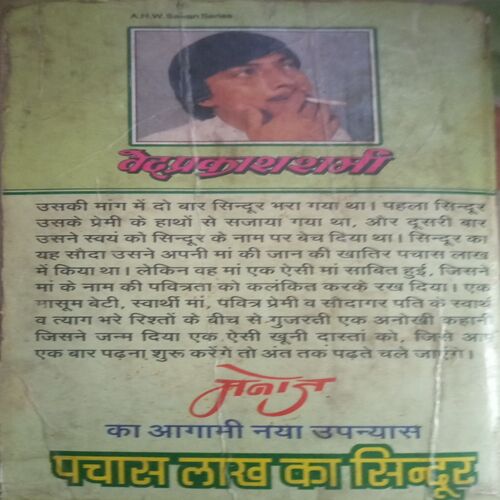 A.H.W. Sawan Series
वेदप्रकाशशर्मा
उसकी मांग में दो बार सिन्दूर भरा गया था। पहला सिन्दूर
उसके प्रेमी के हाथों से सजाया गया था, और दूसरी बार
उसने स्वयं को सिन्दूर के नाम पर बेच दिया था। सिन्दूर का
यह सौदा उसने अपनी मां की जान की खातिर पचास लाख
में किया था। लेकिन वह मां एक ऐसी मां साबित हुई, जिसने
मां के नाम की पवित्रता को कलंकित करके रख दिया। एक
मासूम बेटी, स्वार्थी मां, पवित्र प्रेमी व सौदागर पति के स्वार्थ
व त्याग भरे रिश्तों के बीच से गुजरती एक अनोखी कहानी
जिसने जन्म दिया एक ऐसी खूनी दास्तां को, जिसे आप
एक बार पढ़ना शुरू करेंगे तो अंत तक पढ़ते चले जाएंगे।
मनोज
का आगामी नया उपन्यास
पचास लाख का सिन्दूर